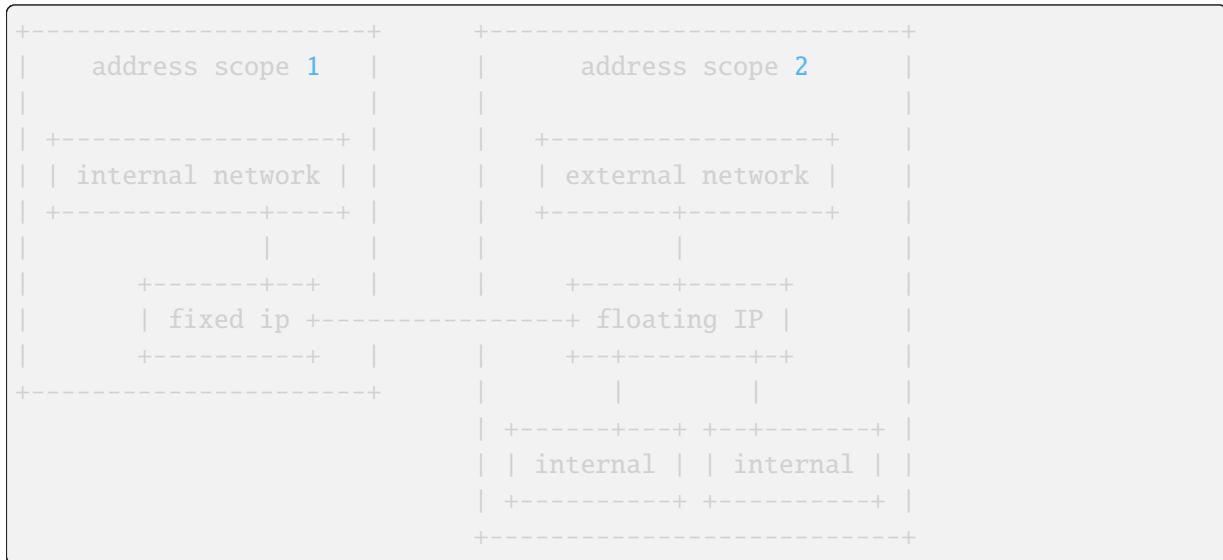 +-----------------------+      +---------------------------+
|    address scope 1    |      |      address scope 2      |
|                       |      |                           |
| +-------------------+ |      |   +-------------------+   |
| | internal network | |       |   | external network |    |
| +-------------+----+ |       |   +---------+---------+   |
|               |      |       |            |              |
|       +-------+--+   |       |     +------+------+       |
|       | fixed ip +----------------+ floating IP |        |
|       +----------+   |       |     +--+--------+-+       |
+-----------------------+      |        |        |         |
                               | +------+---+ +--+-------+ |
                               | | internal | | internal | |
                               | +----------+ +----------+ |
                               +---------------------------+